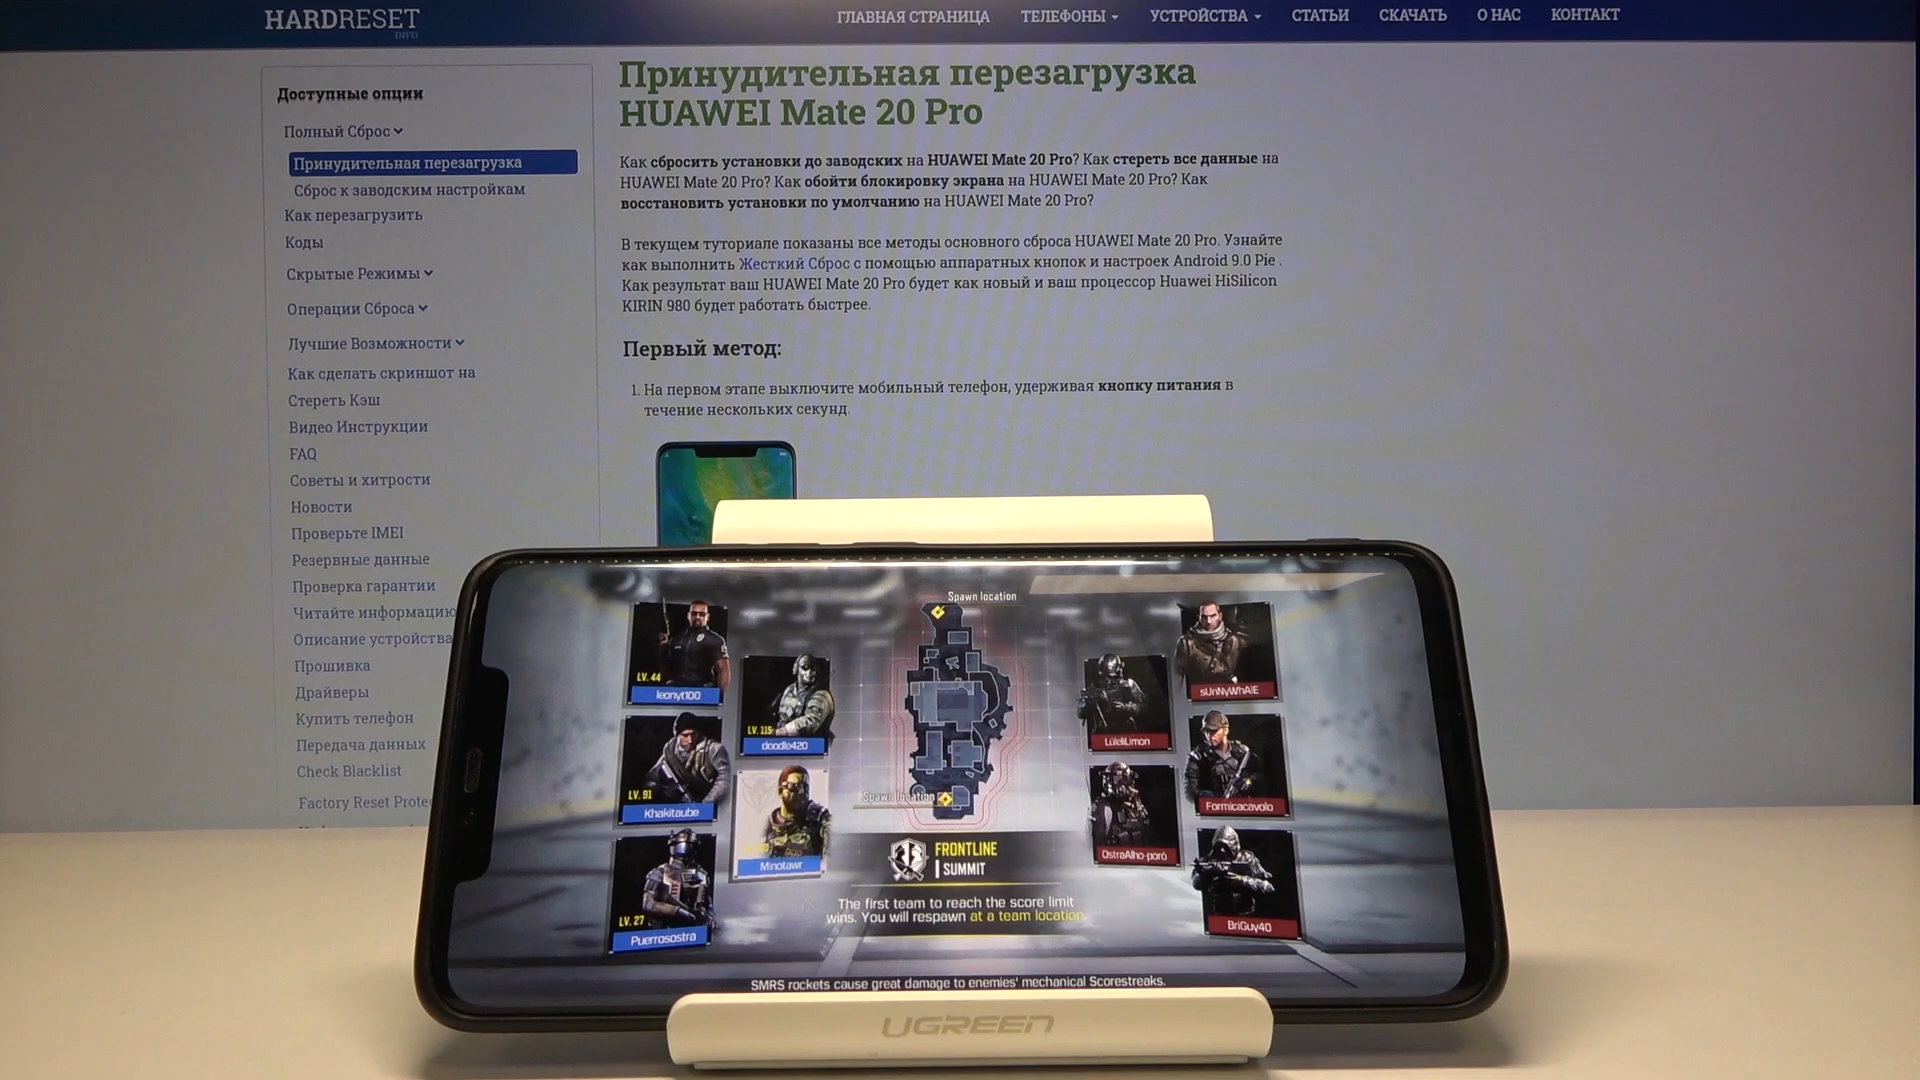 HARDRESET
INFO
ГЛАВНАЯ СТРАНИЦА
ТЕЛЕФОНЫ
УСТРОЙСТВА
СТАТЬИ
СКАЧАТЬ
О НАС
КОНТАКТ
Доступные опции
Полный Сброс
Принудительная перезагрузка
Сброс к заводским настройкам
Как перезагрузить
Коды
Скрытые Режимы
Операции Сброса
Лучшие Возможности
Как сделать скриншот на
Стереть Кэш
Видео Инструкции
FAQ
Советы и хитрости
Новости
Проверьте IMEI
Резервные данные
Проверка гарантии
Читайте информацию
Описание устройства
Прошивка
Драйверы
Купить телефон
Передача данных
Check Blacklist
Factory Reset
Принудительная перезагрузка
HUAWEI Mate 20 Pro
Как сбросить установки до заводских на HUAWEI Mate 20 Pro? Как стереть все данные на
HUAWEI Mate 20 Pro? Как обойти блокировку экрана на HUAWEI Mate 20 Pro? Как
восстановить установки по умолчанию на HUAWEI Mate 20 Pro?
В текущем туториале показаны все методы основного сброса HUAWEI Mate 20 Pro. Узнайте
как выполнить Жесткий Сброс с помощью аппаратных кнопок и настроек Android 9.0 Pie .
Как результат ваш HUAWEI Mate 20 Pro будет как новый и ваш процессор Huawei HiSilicon
KIRIN 980 будет работать быстрее.
Первый метод:
1. На первом этапе выключите мобильный телефон, удерживая кнопку питания в
течение нескольких секунд.
Spawn location
LV. 44
leonyt100
LV. 115
doodle420
LV. 91
Khakitaube
Minotawr
LV. 27
Puerrosostra
Spawn location
sUnNyWhAlE
LüleliLimon
Formicacavolo
OstraAlho-poró
BriGuy40
FRONTLINE
SUMMIT
The first team to reach the score limit
wins. You will respawn at a team location.
SMRS rockets cause great damage to enemies' mechanical Scorestreaks.
UGREEN